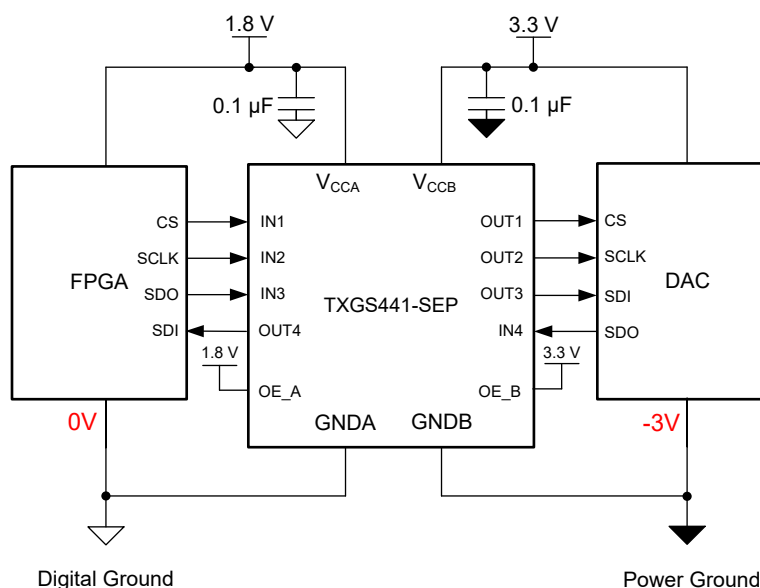 1.8 V
3.3 V
0.1 µF
0.1 µF
VCCA
VCCB
CS
IN1
OUT1
CS
SCLK
IN2
OUT2
SCLK
FPGA
DAC
SDO
IN3
TXGS441-SEP
OUT3
SDI
SDI
OUT4
IN4
SDO
1.8 V
3.3 V
OE_A
OE_B
0V
GNDA
GNDB
-3V
Digital Ground
Power Ground